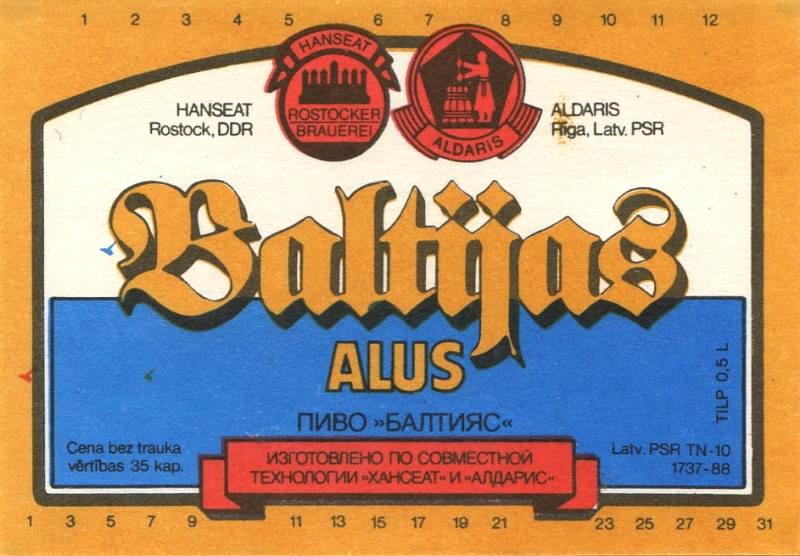 1 2 3 4 5 6 7 8 9 10 11 12
HANSEAT
ROSTOCKER
BRAUEREI
ALDARIS
HANSEAT
Rostock, DDR
ALDARIS
Rīga, Latv. PSR
Baltijas
ALUS
ПИВО »БАЛТИЯС«
TILP 0,5 L
Cena bez trauka
vērtības 35 kap.
ИЗГОТОВЛЕНО ПО СОВМЕСТНОЙ
ТЕХНОЛОГИИ »ХАНСЕАТ« И »АЛДАРИС«
Latv. PSR TN-10
1737-88
1 3 5 7 9 11 13 15 17 19 21 23 25 27 29 31